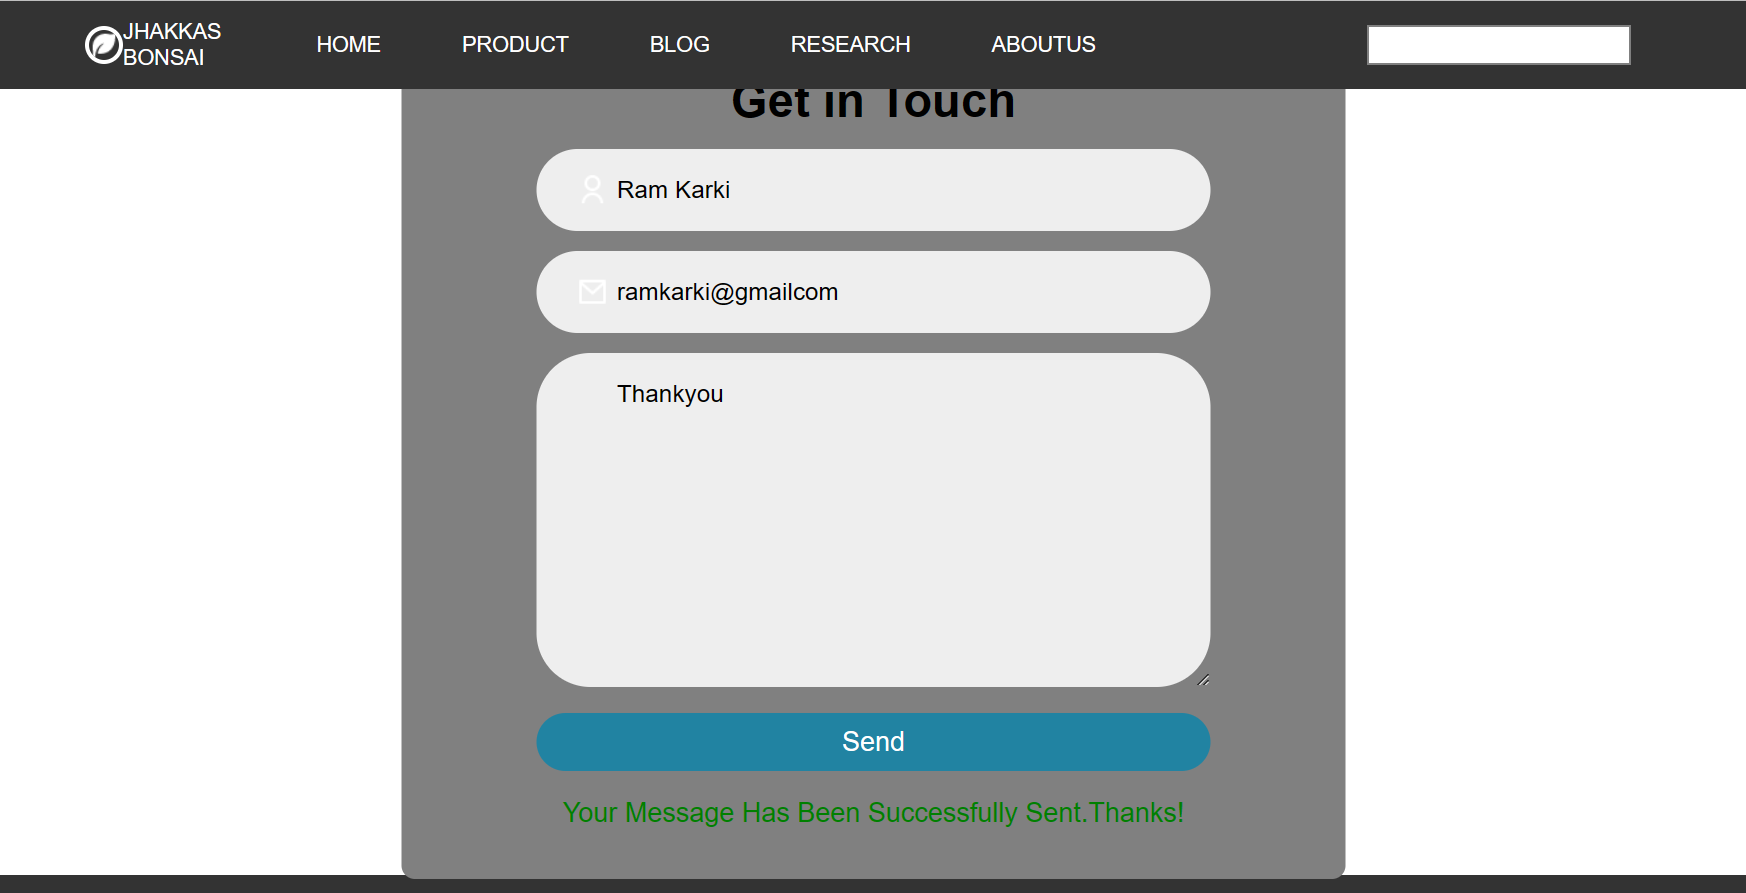 JHAKKAS
BONSAI
HOME
PRODUCT
BLOG
RESEARCH
ABOUTUS
Get in Touch
Ram Karki
ramkarki@gmailcom
Thankyou
Send
Your Message Has Been Successfully Sent.Thanks!